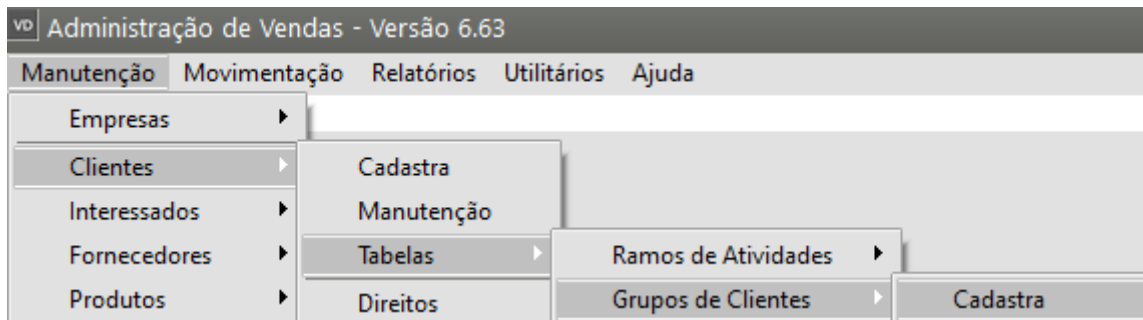 VD Administração de Vendas - Versão 6.63
Manutenção Movimentação Relatórios Utilitários Ajuda
Empresas
Clientes Cadastra
Interessados Manutenção
Fornecedores Tabelas Ramos de Atividades
Produtos Direitos Grupos de Clientes Cadastra